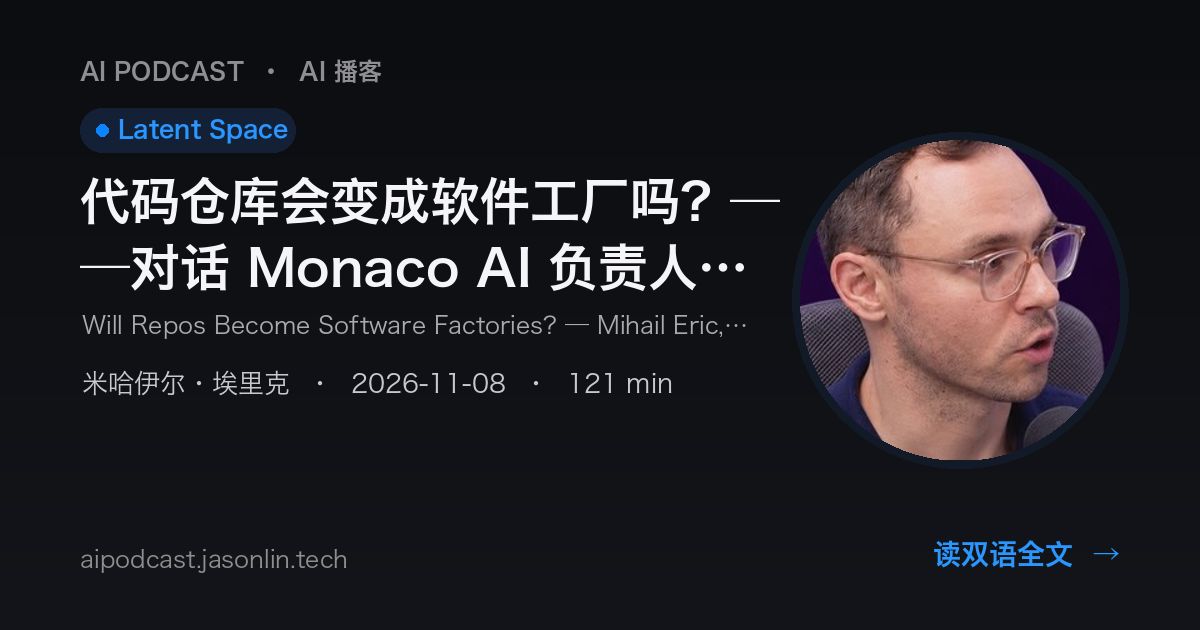 AI PODCAST · AI 播客
Latent Space
代码仓库会变成软件工厂吗？—
—对话 Monaco AI 负责人…
Will Repos Become Software Factories? — Mihail Eric,…
米哈伊尔·埃里克 · 2026-11-08 · 121 min
aipodcast.jasonlin.tech
读双语全文 →